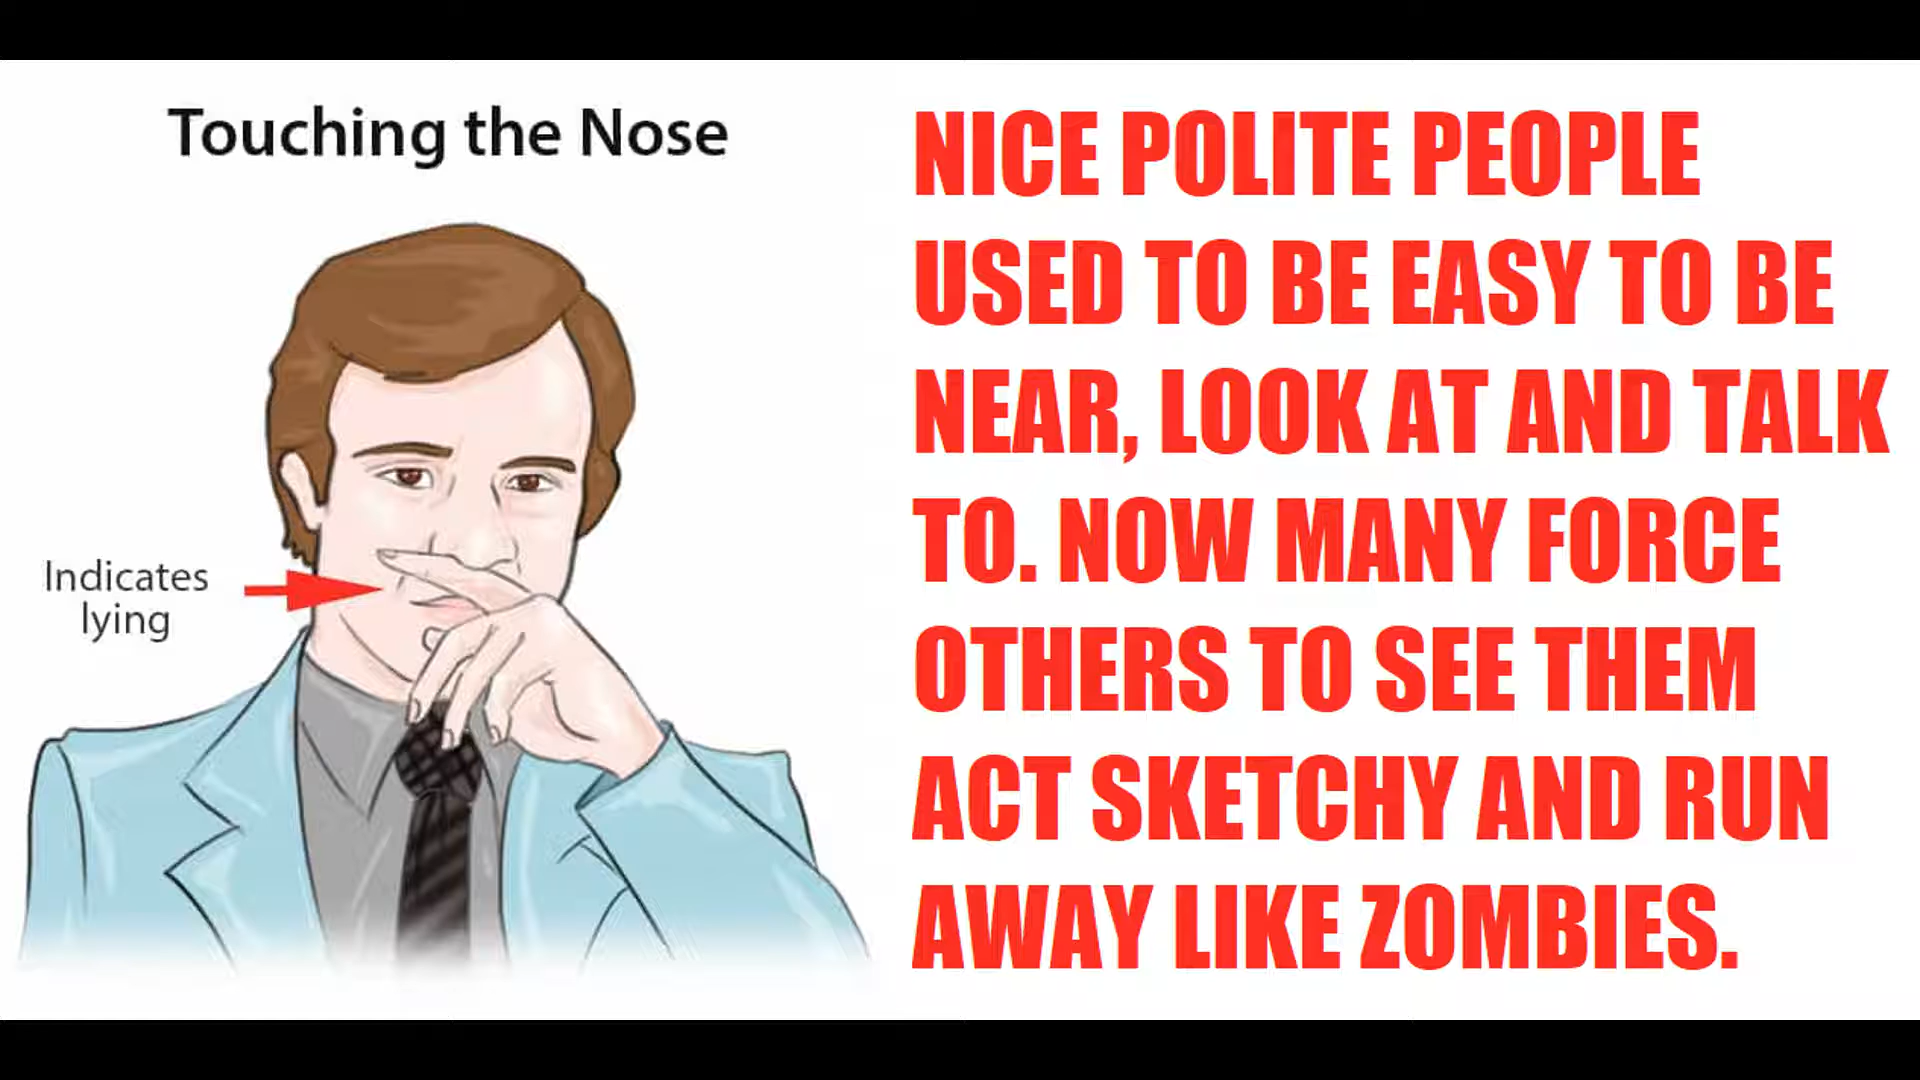 Touching the Nose
Indicates
lying
NICE POLITE PEOPLE
USED TO BE EASY TO BE
NEAR, LOOK AT AND TALK
TO. NOW MANY FORCE
OTHERS TO SEE THEM
ACT SKETCHY AND RUN
AWAY LIKE ZOMBIES.